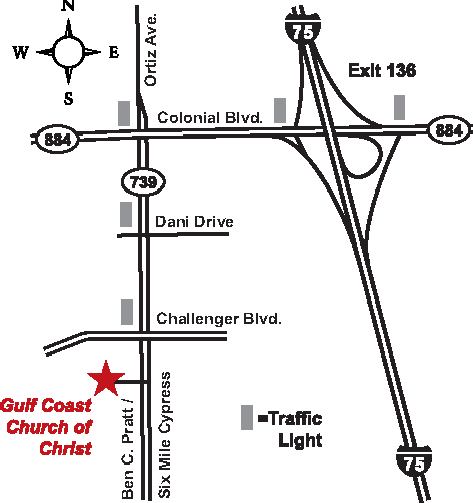 N
W
E
S
Ortiz Ave.
75
Exit 136
Colonial Blvd.
884
884
739
Dani Drive
Challenger Blvd.
Gulf Coast
Church of
Christ
Ben C. Pratt /
Six Mile Cypress
=Traffic
Light
75